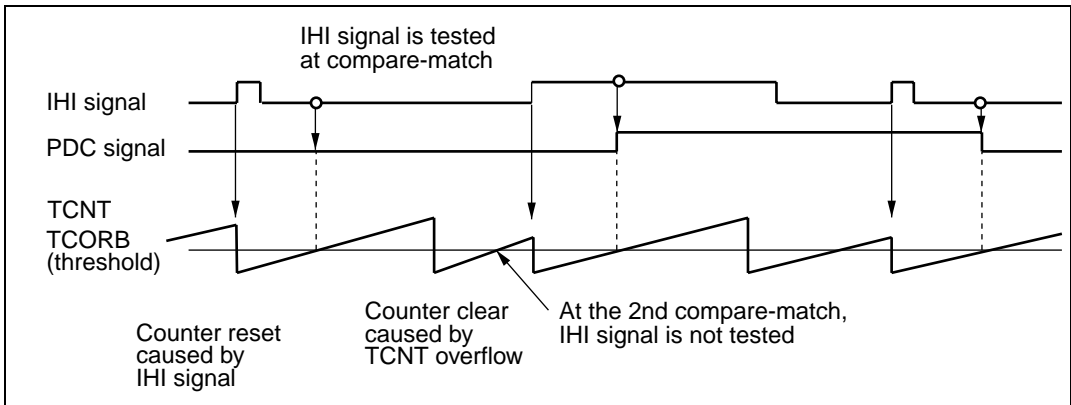 IHI signal is tested
at compare-match
IHI signal
PDC signal
TCNT
TCORB
(threshold)
Counter reset
caused by
IHI signal
Counter clear
caused by
TCNT overflow
At the 2nd compare-match,
IHI signal is not tested